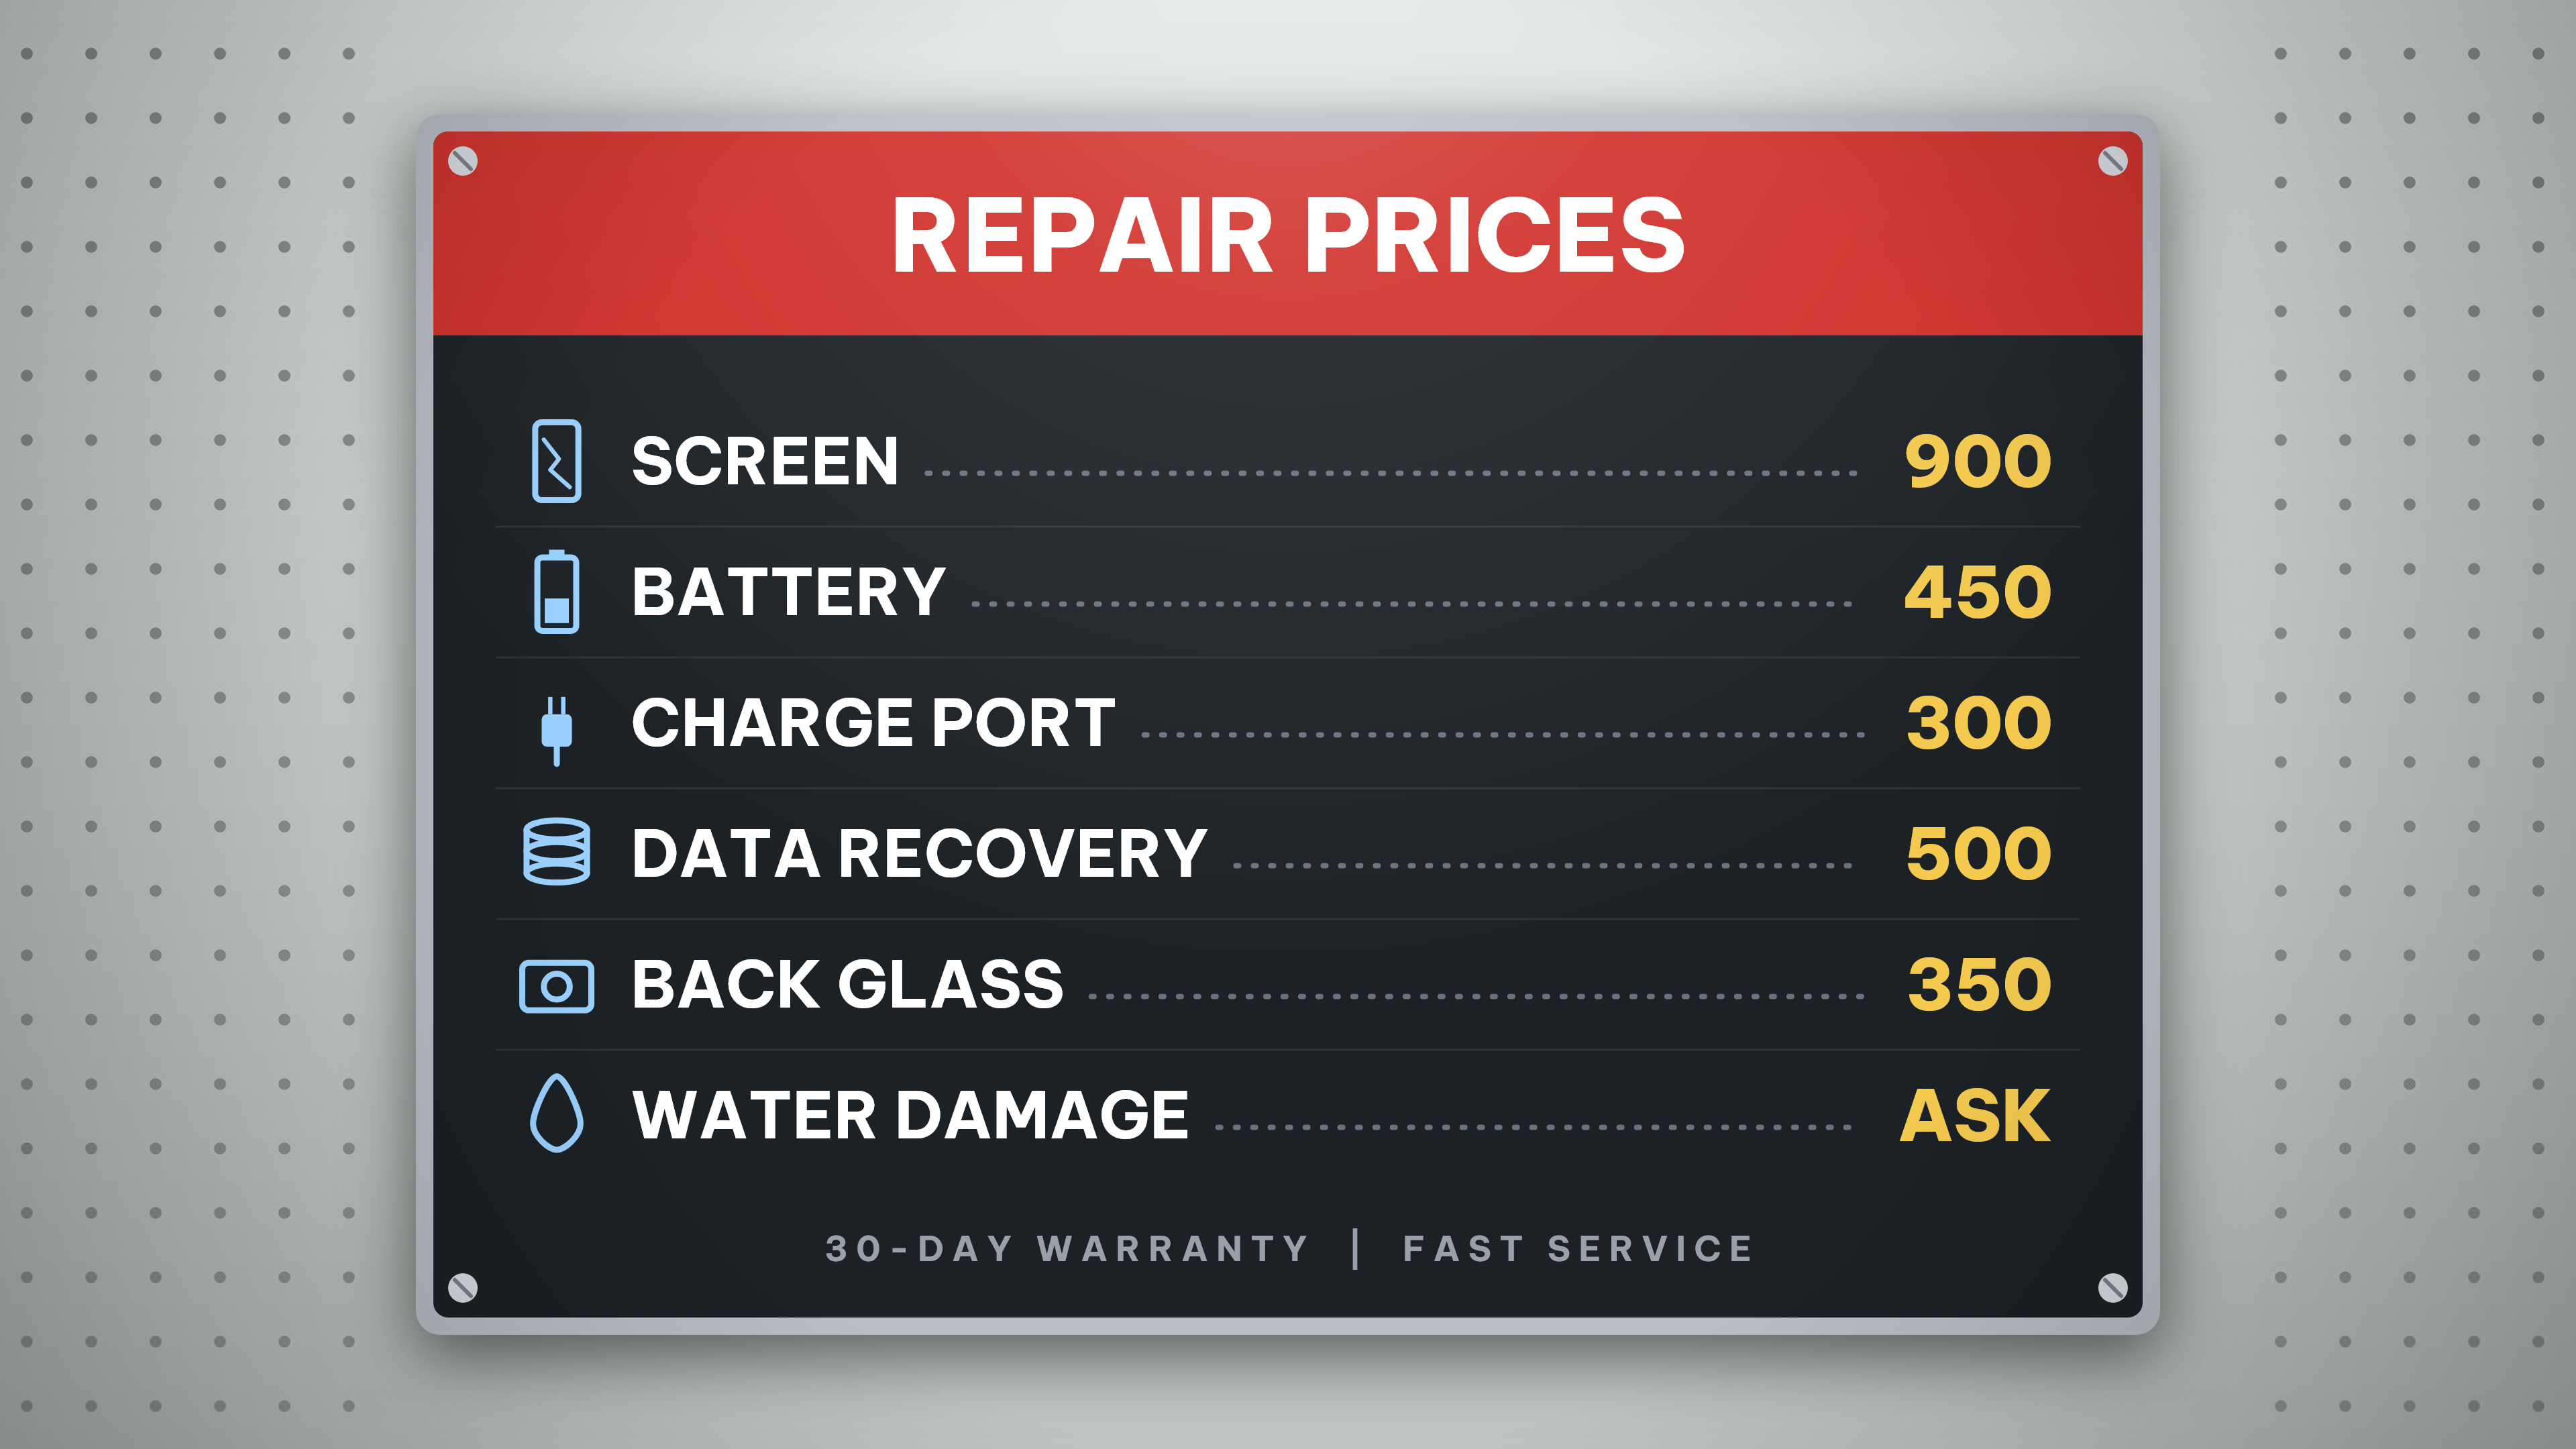 REPAIR PRICES
SCREEN 900
BATTERY 450
CHARGE PORT 300
DATA RECOVERY 500
BACK GLASS 350
WATER DAMAGE ASK
30-DAY WARRANTY | FAST SERVICE